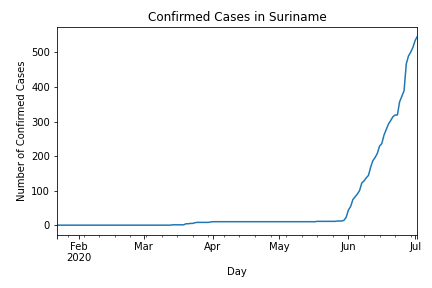 Confirmed Cases in Suriname
Number of Confirmed Cases
500
400
300
200
100
0
Feb
2020
Mar
Apr
May
Jun
Jul
Day